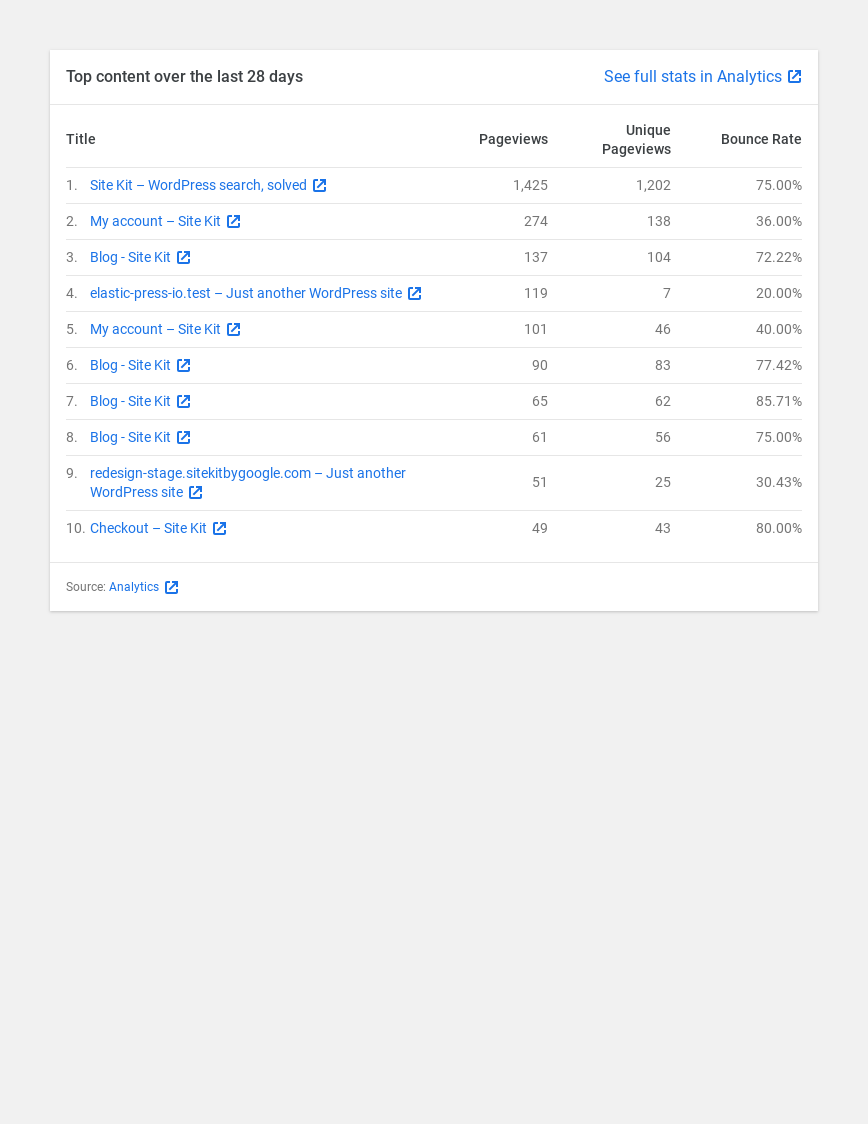 Top content over the last 28 days See full stats in Analytics
Title Pageviews Unique Pageviews Bounce Rate
1. Site Kit – WordPress search, solved 1,425 1,202 75.00%
2. My account – Site Kit 274 138 36.00%
3. Blog - Site Kit 137 104 72.22%
4. elastic-press-io.test – Just another WordPress site 119 7 20.00%
5. My account – Site Kit 101 46 40.00%
6. Blog - Site Kit 90 83 77.42%
7. Blog - Site Kit 65 62 85.71%
8. Blog - Site Kit 61 56 75.00%
9. redesign-stage.sitekitbygoogle.com – Just another
WordPress site 51 25 30.43%
10. Checkout – Site Kit 49 43 80.00%
Source: Analytics